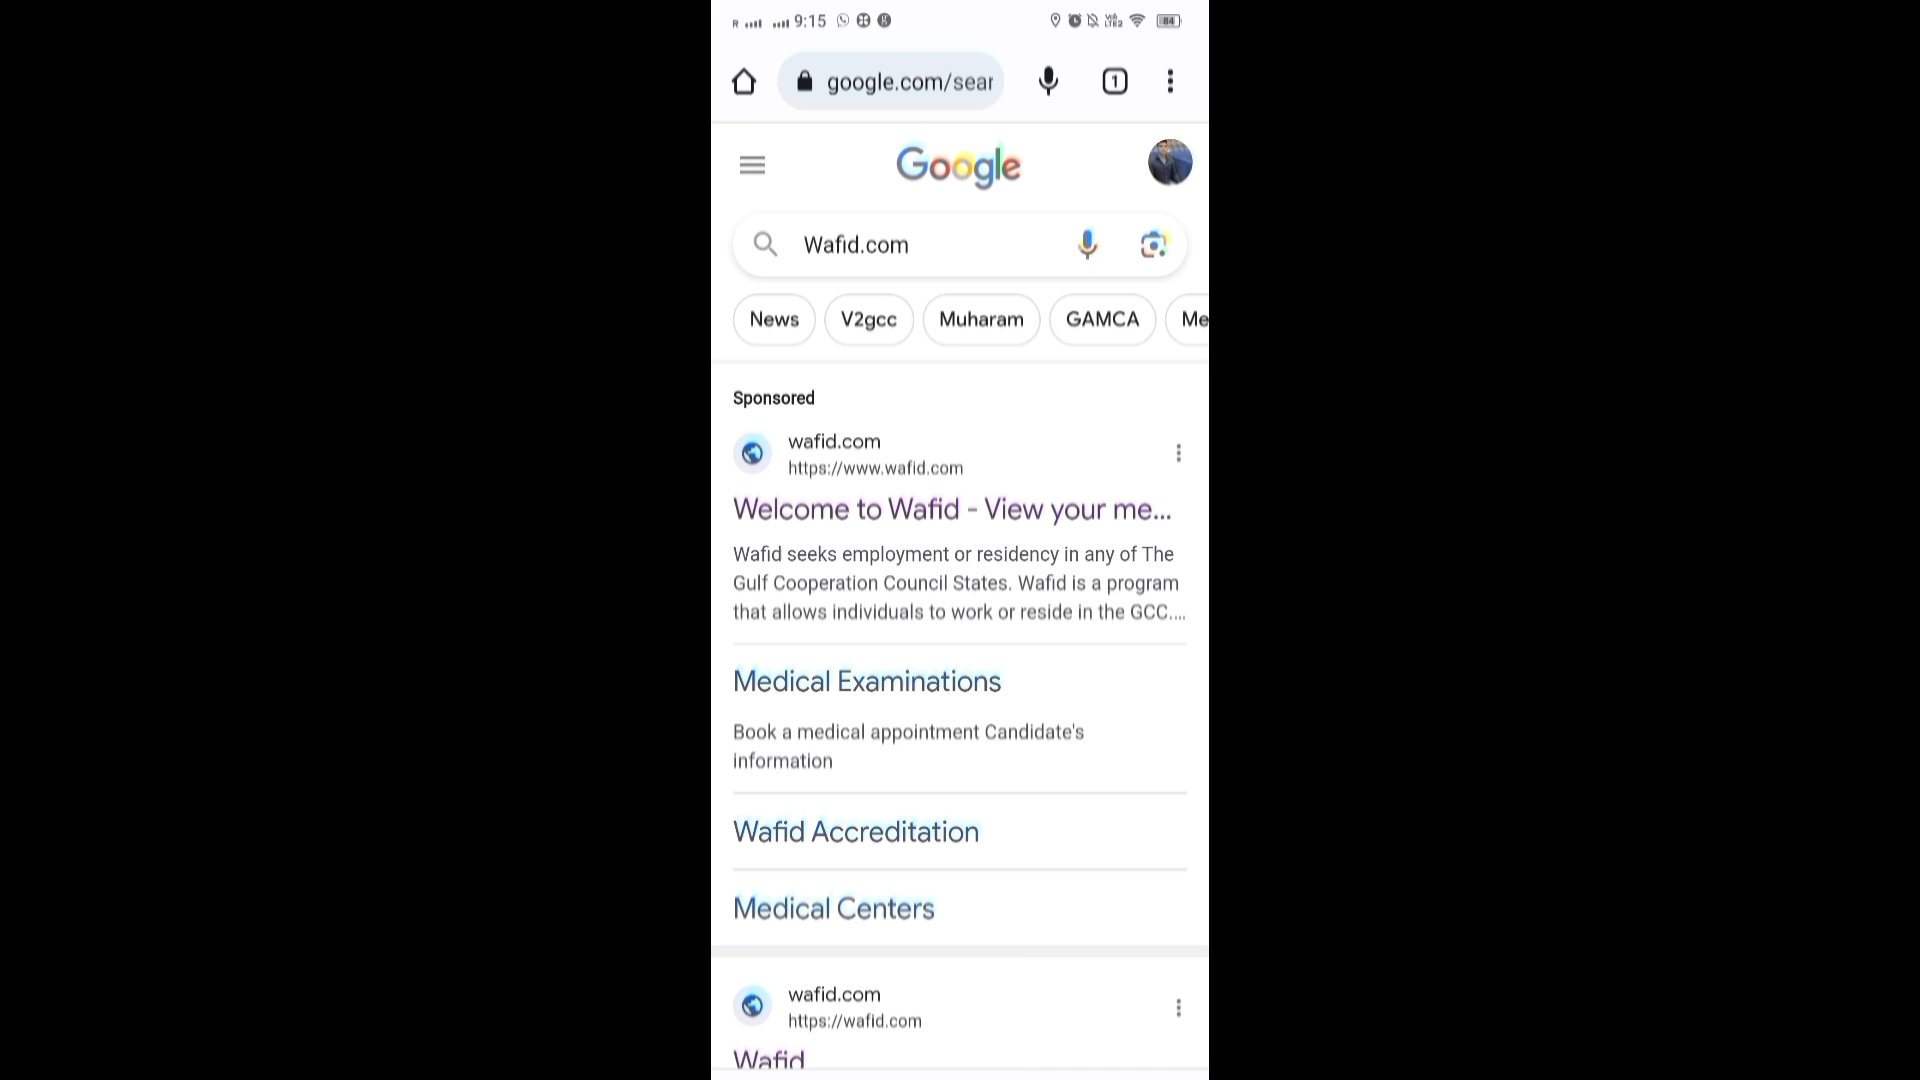 R 9:15 84
google.com/sear 1
Google
Wafid.com
News V2gcc Muharam GAMCA Me
Sponsored
wafid.com
https://www.wafid.com
Welcome to Wafid - View your me...
Wafid seeks employment or residency in any of The
Gulf Cooperation Council States. Wafid is a program
that allows individuals to work or reside in the GCC....
Medical Examinations
Book a medical appointment Candidate's
information
Wafid Accreditation
Medical Centers
wafid.com
https://wafid.com
Wafid